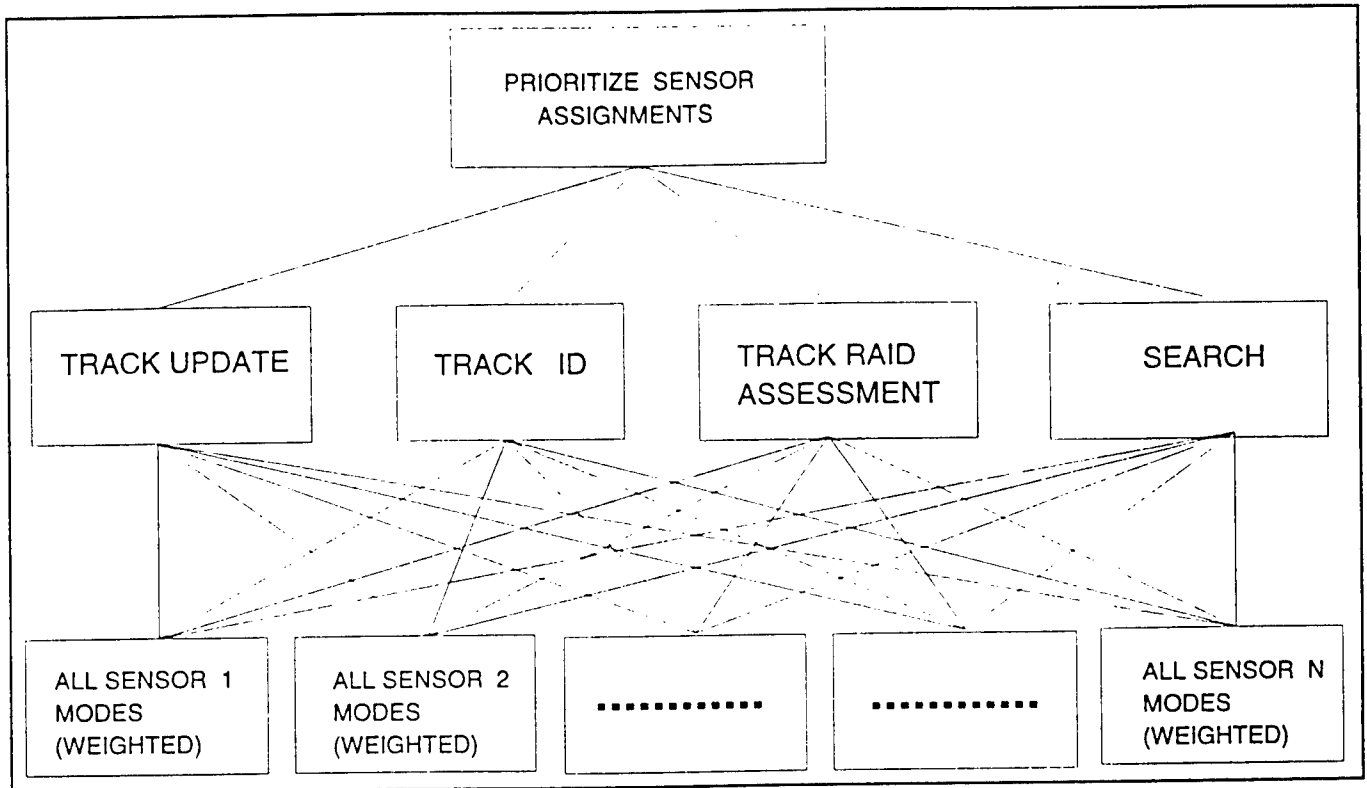 PRIORITIZE SENSOR
ASSIGNMENTS
TRACK UPDATE
TRACK ID
TRACK RAID
ASSESSMENT
SEARCH
ALL SENSOR 1
MODES
(WEIGHTED)
ALL SENSOR 2
MODES
(WEIGHTED)
............
............
ALL SENSOR N
MODES
(WEIGHTED)